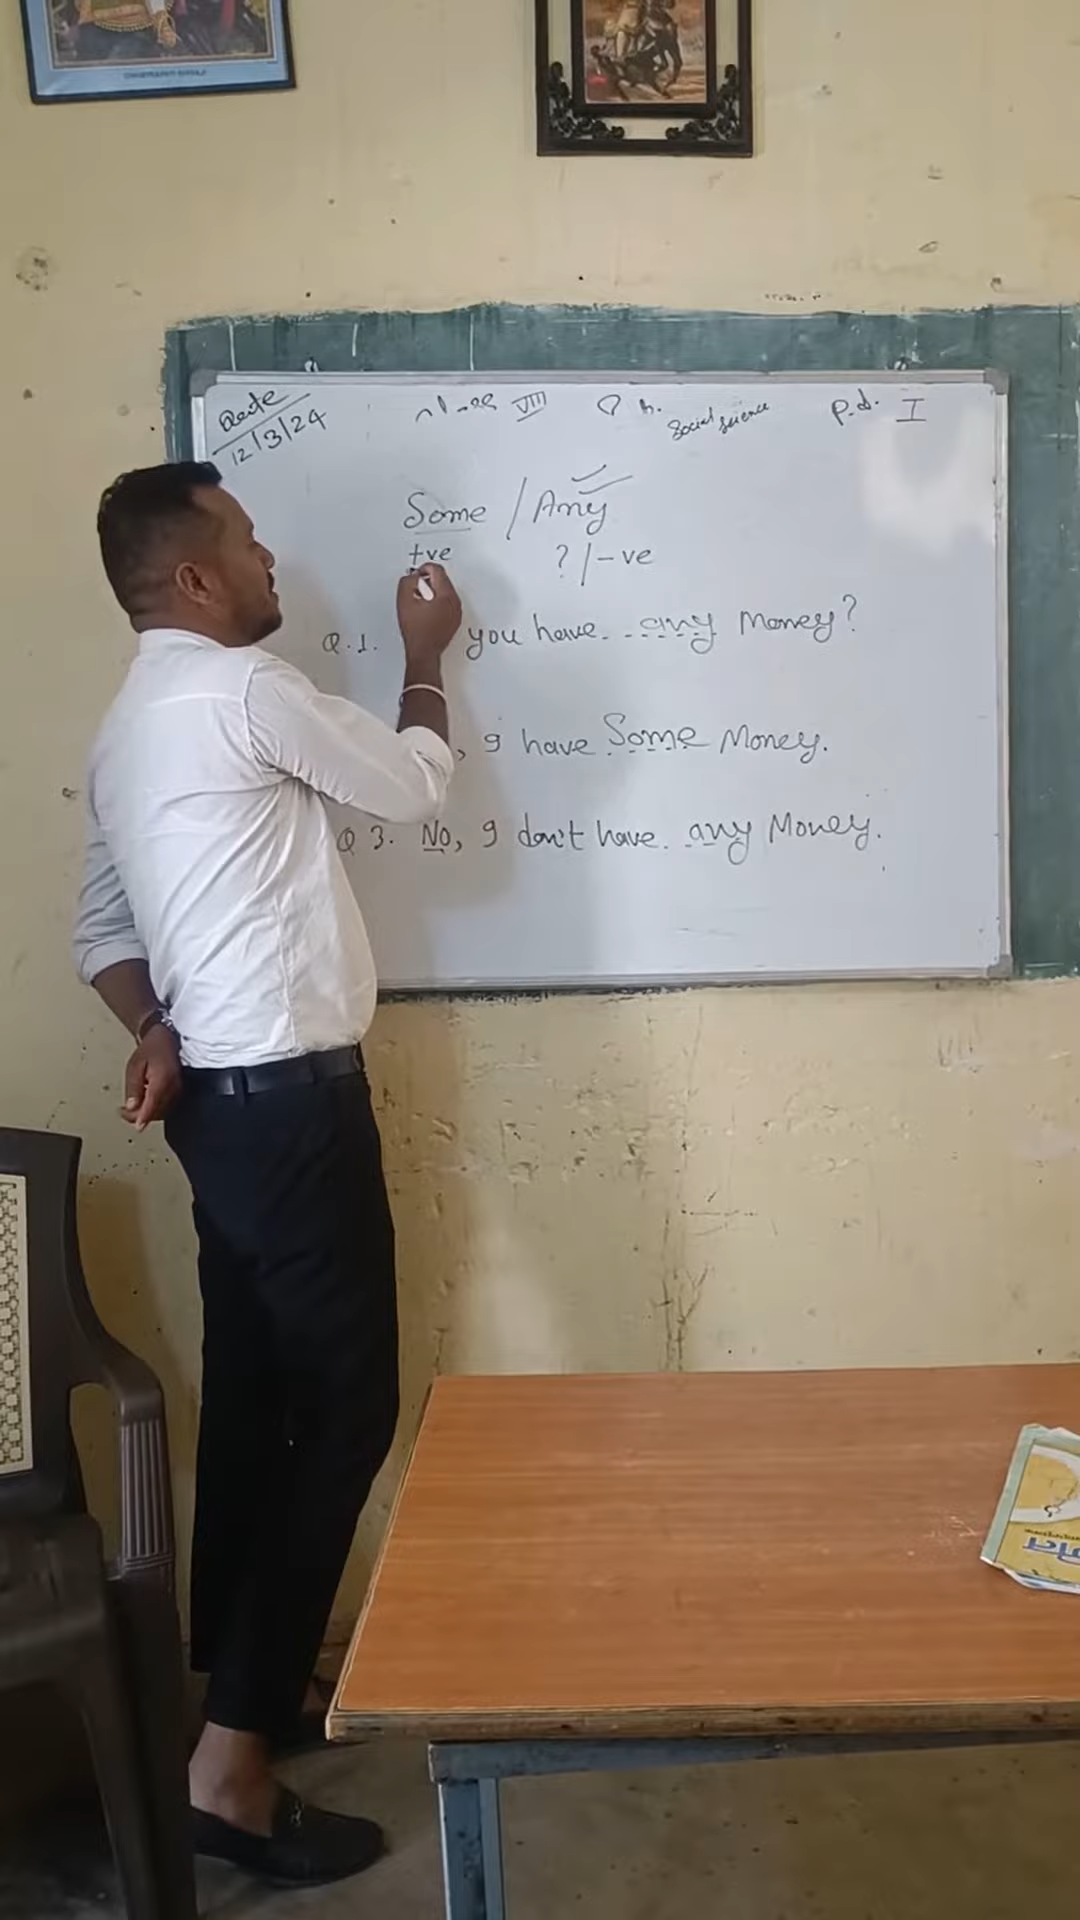 Date
12/3/24
VIII
Social science
P.d. I
Some / Any
+ve ? / -ve
Q.1. you have any Money?
, I have Some Money.
Q 3. No, I don't have any Money.